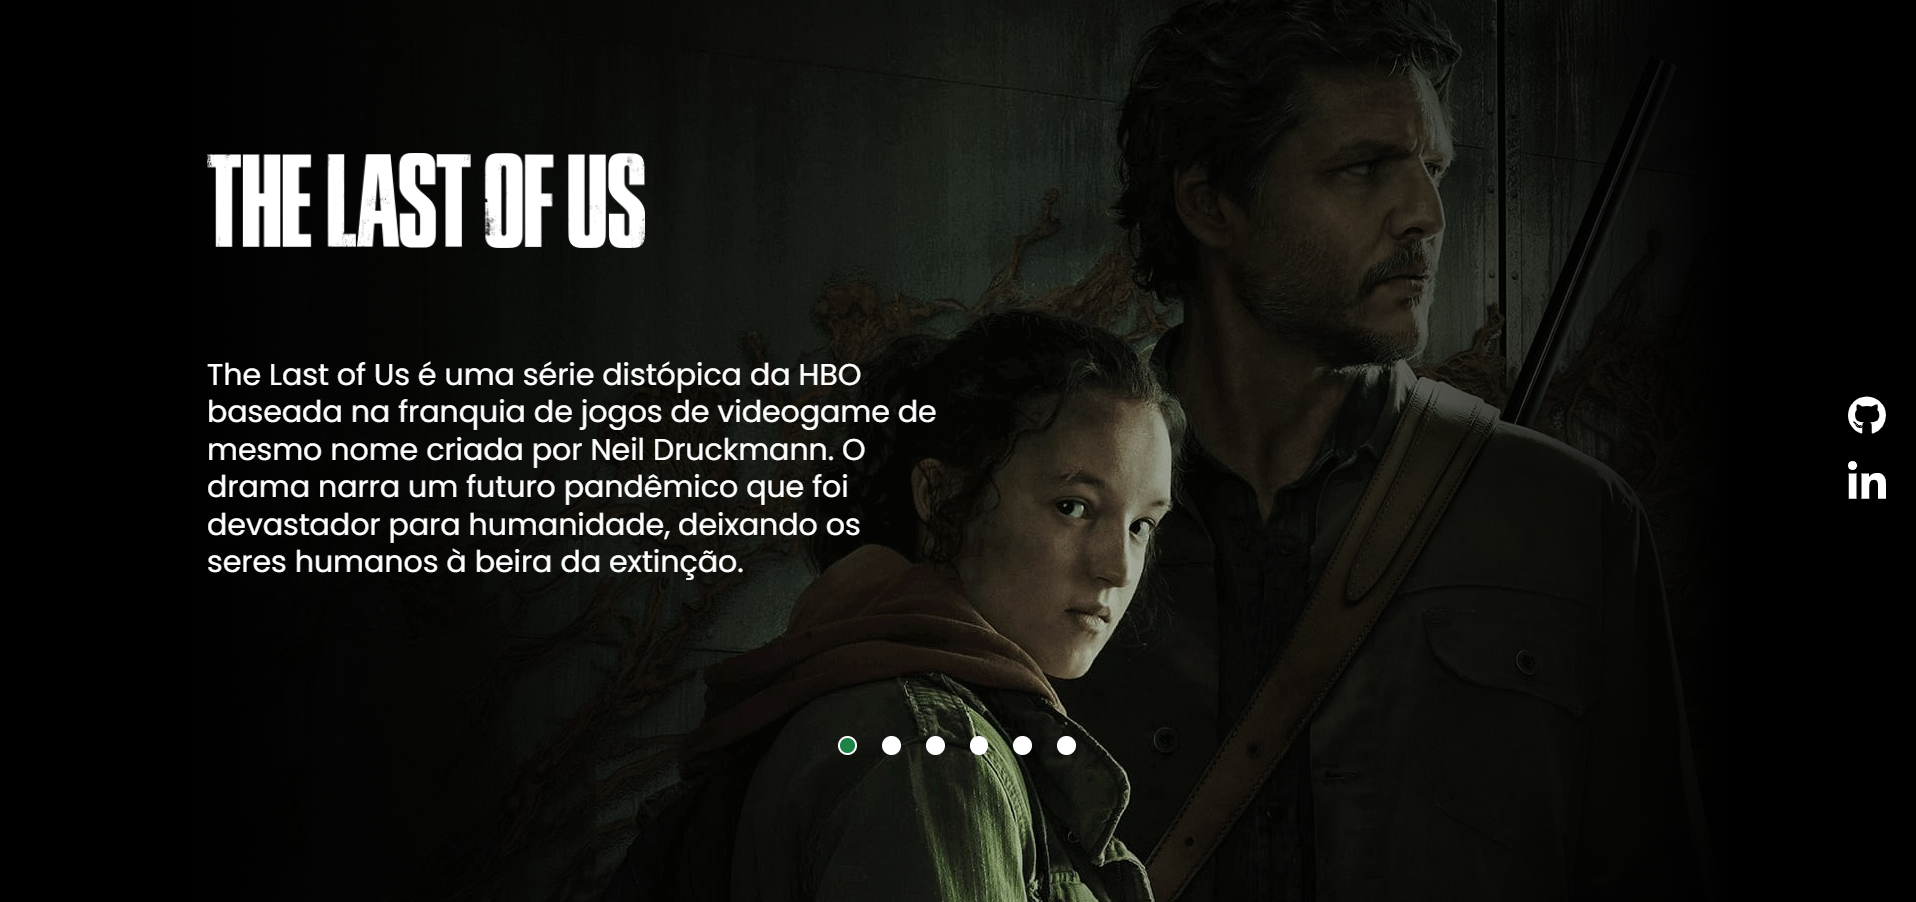 THE LAST OF US
The Last of Us é uma série distópica da HBO
baseada na franquia de jogos de videogame de
mesmo nome criada por Neil Druckmann. O
drama narra um futuro pandêmico que foi
devastador para humanidade, deixando os
seres humanos à beira da extinção.
in